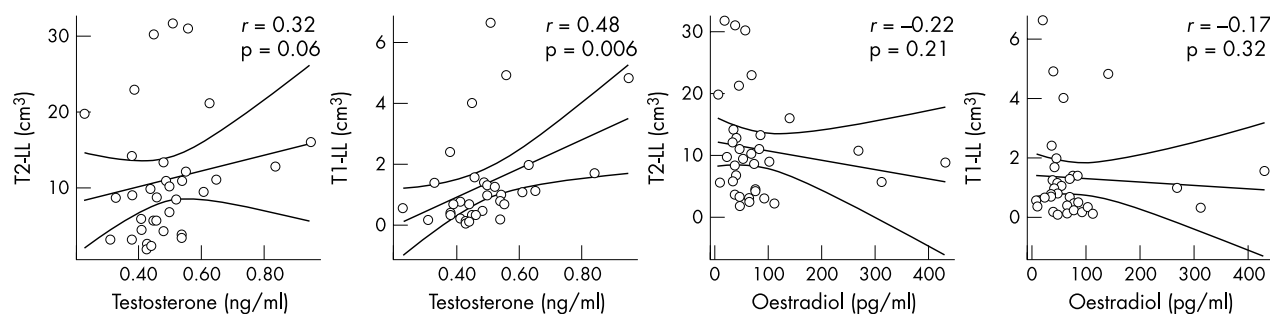 r = 0.32
p = 0.06
30
20
10
T2-LL (cm³)
0.40
0.60
0.80
Testosterone (ng/ml)
r = 0.48
p = 0.006
6
4
2
0
T1-LL (cm³)
0.40
0.60
0.80
Testosterone (ng/ml)
r = –0.22
p = 0.21
30
20
10
0
T2-LL (cm³)
0
100
200
300
400
Oestradiol (pg/ml)
r = –0.17
p = 0.32
6
4
2
0
T1-LL (cm³)
0
100
200
300
400
Oestradiol (pg/ml)